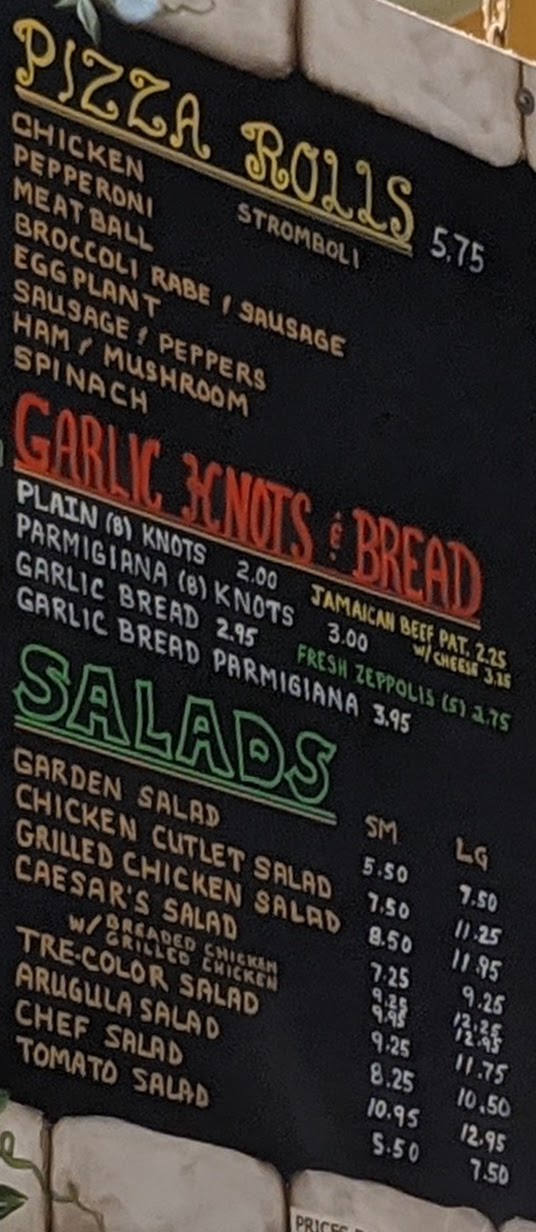 PIZZA ROLLS 5.75
CHICKEN STROMBOLI
PEPPERONI
MEAT BALL
BROCCOLI RABE / SAUSAGE
EGG PLANT
SAUSAGE / PEPPERS
HAM / MUSHROOM
SPINACH
GARLIC KNOTS & BREAD
PLAIN (8) KNOTS 2.00
PARMIGIANA (8) KNOTS 3.00
GARLIC BREAD 2.95
GARLIC BREAD PARMIGIANA 3.95
JAMAICAN BEEF PAT. 2.25
W/ CHEESE
FRESH ZEPPOLIS (5) 2.75
SALADS
SM LG
GARDEN SALAD 5.50 7.50
CHICKEN CUTLET SALAD 7.50 11.25
GRILLED CHICKEN SALAD 8.50 11.95
CAESAR'S SALAD 7.25 9.25
W/ BREADED CHICKEN 9.25 12.25
GRILLED CHICKEN 9.95 12.95
TRE-COLOR SALAD 9.25 11.75
ARUGULA SALAD 8.25 10.50
CHEF SALAD 10.95 12.95
TOMATO SALAD 5.50 7.50
PRICES